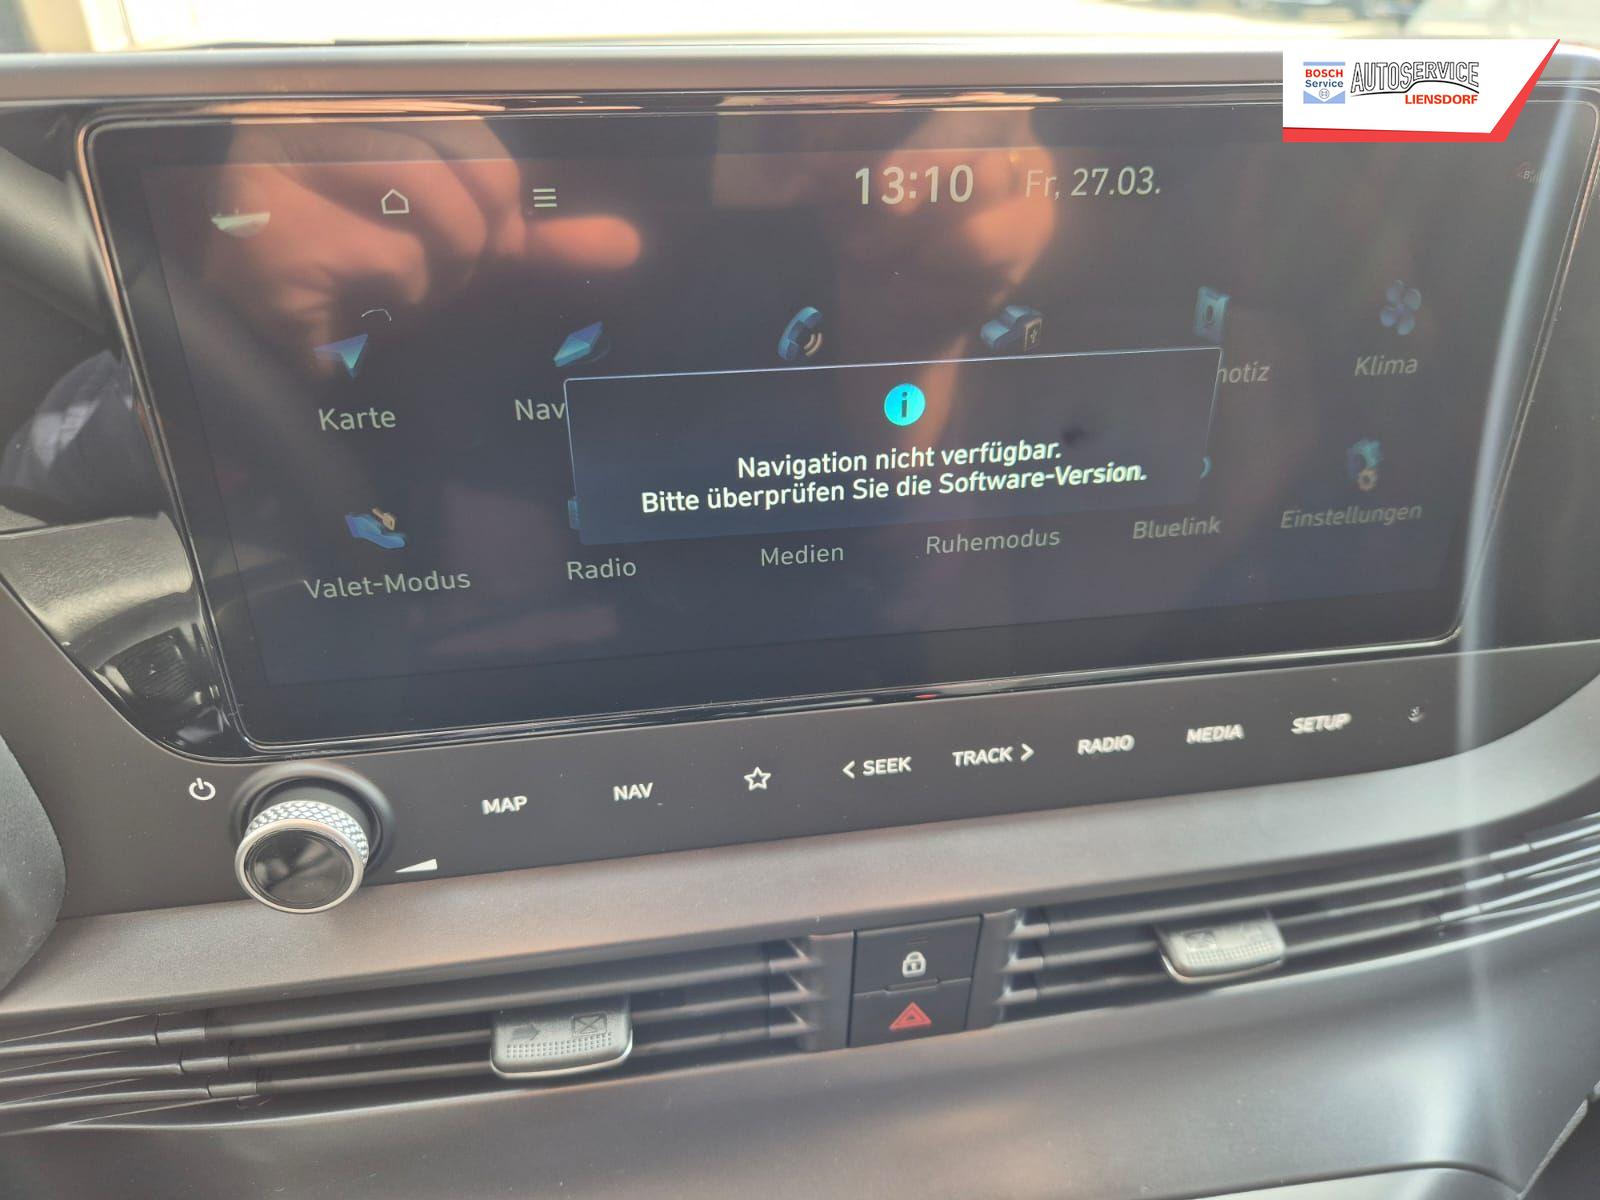 BOSCH
Service
AUTOSERVICE
LIENSDORF
13:10 Fr, 27.03.
Karte
Nav
notiz
Klima
Navigation nicht verfügbar.
Bitte überprüfen Sie die Software-Version.
Valet-Modus
Radio
Medien
Ruhemodus
Bluelink
Einstellungen
MAP
NAV
< SEEK
TRACK >
RADIO
MEDIA
SETUP